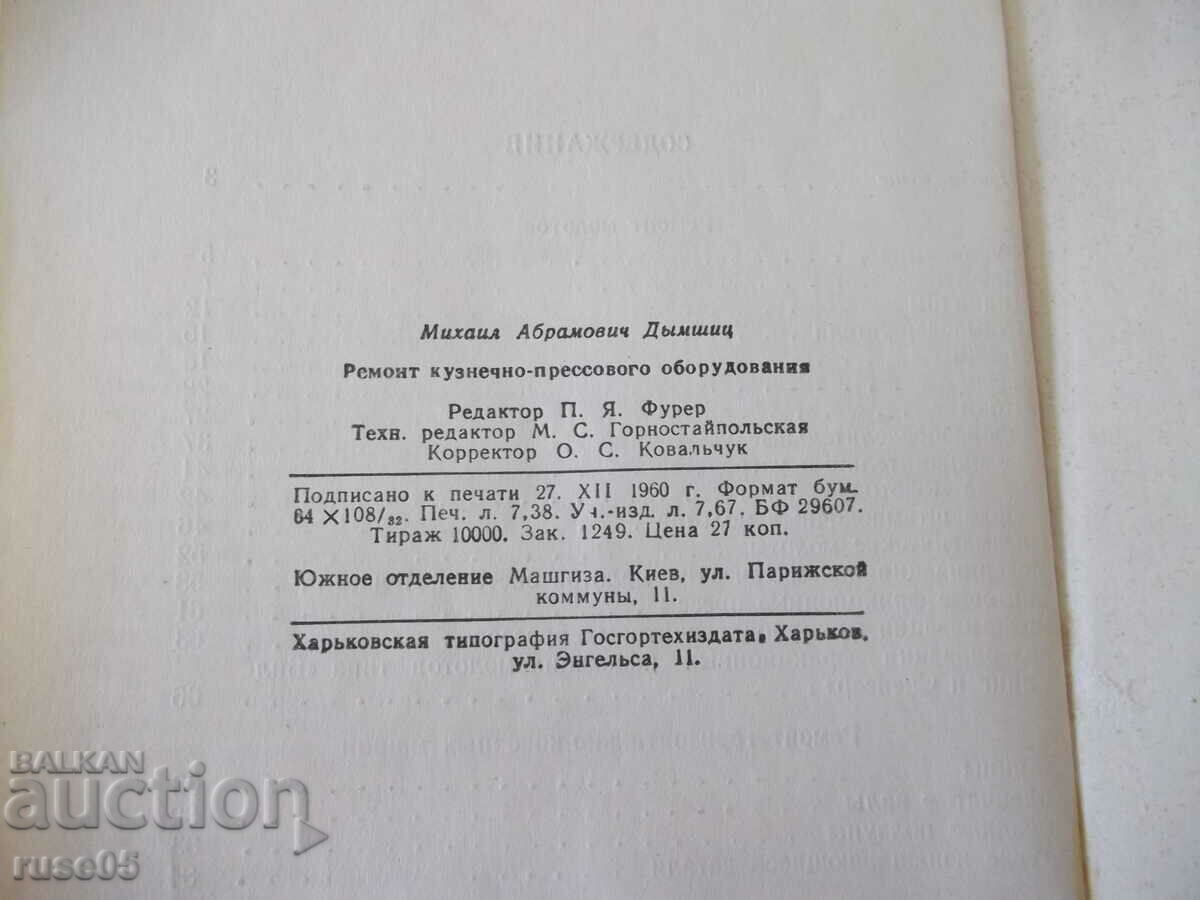 Михаил Абрамович Дымшиц
Ремонт кузнечно-прессового оборудования
Редактор П. Я. Фурер
Техн. редактор М. С. Горностайпольская
Корректор О. С. Ковальчук
Подписано к печати 27. XII 1960 г. Формат бум.
64 X 108/32. Печ. л. 7,38. Уч.-изд. л. 7,67. БФ 29607.
Тираж 10000. Зак. 1249. Цена 27 коп.
Южное отделение Машгиза. Киев, ул. Парижской
коммуны, 11.
Харьковская типография Госгортехиздата. Харьков,
ул. Энгельса, 11.
BALKAN
auction
ruse05